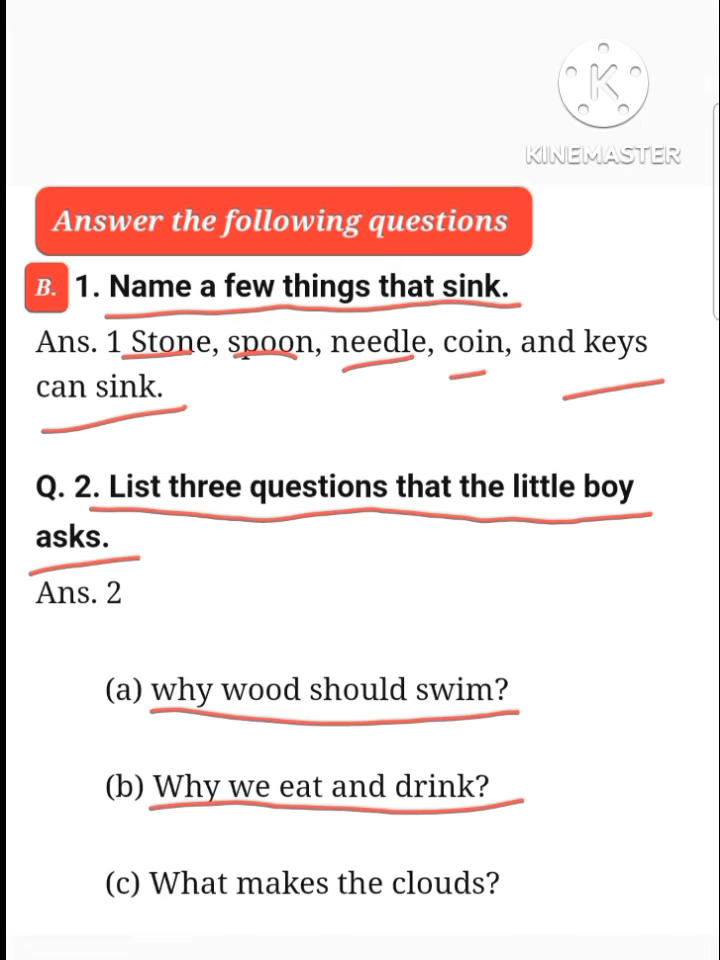 K
KINEMASTER
Answer the following questions
B. 1. Name a few things that sink.
Ans. 1 Stone, spoon, needle, coin, and keys
can sink.
Q. 2. List three questions that the little boy
asks.
Ans. 2
(a) why wood should swim?
(b) Why we eat and drink?
(c) What makes the clouds?